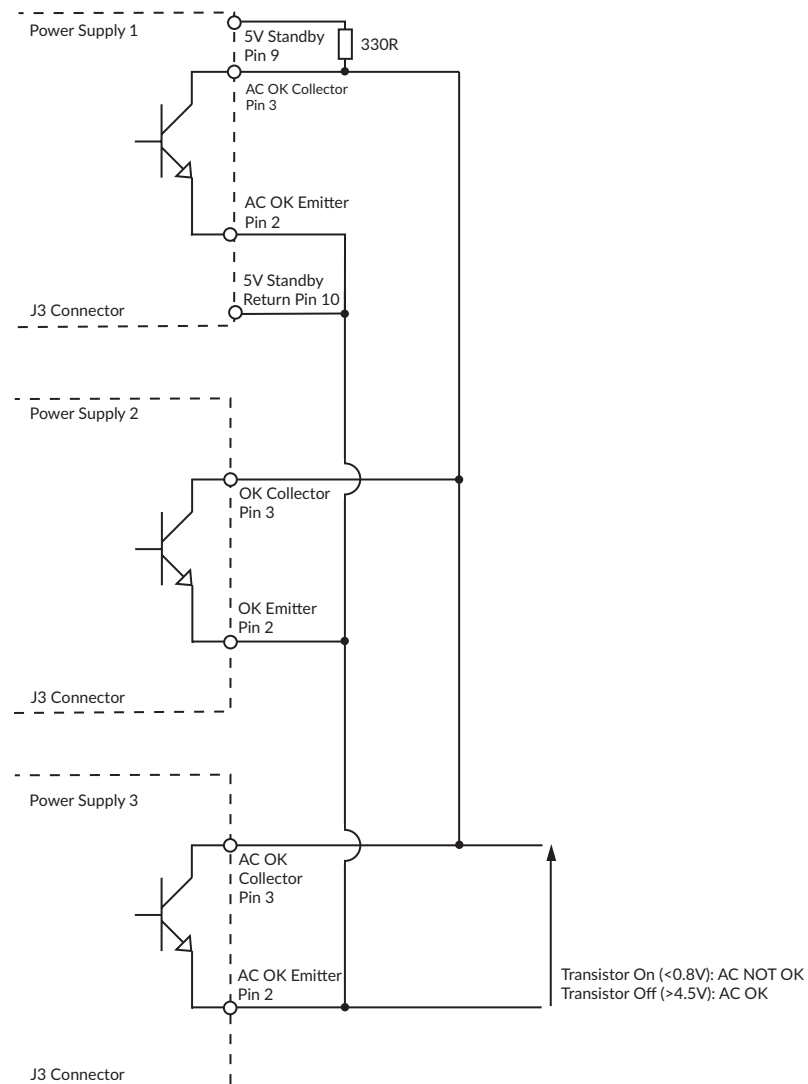 Power Supply 1
5V Standby
Pin 9
330R
AC OK Collector
Pin 3
AC OK Emitter
Pin 2
5V Standby
Return Pin 10
J3 Connector
Power Supply 2
OK Collector
Pin 3
OK Emitter
Pin 2
J3 Connector
Power Supply 3
AC OK
Collector
Pin 3
AC OK Emitter
Pin 2
Transistor On (<0.8V): AC NOT OK
Transistor Off (>4.5V): AC OK
J3 Connector